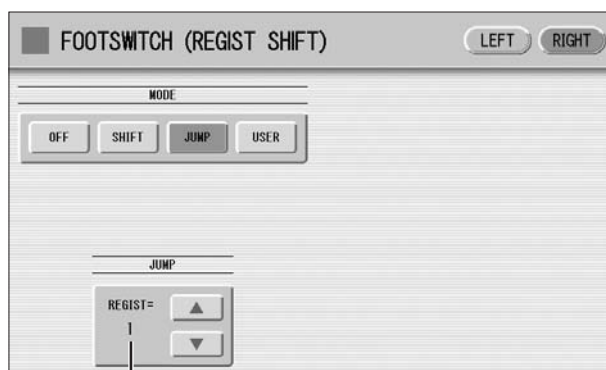 FOOTSWITCH (REGIST SHIFT) LEFT RIGHT
MODE
OFF SHIFT JUMP USER
JUMP
REGIST=
1